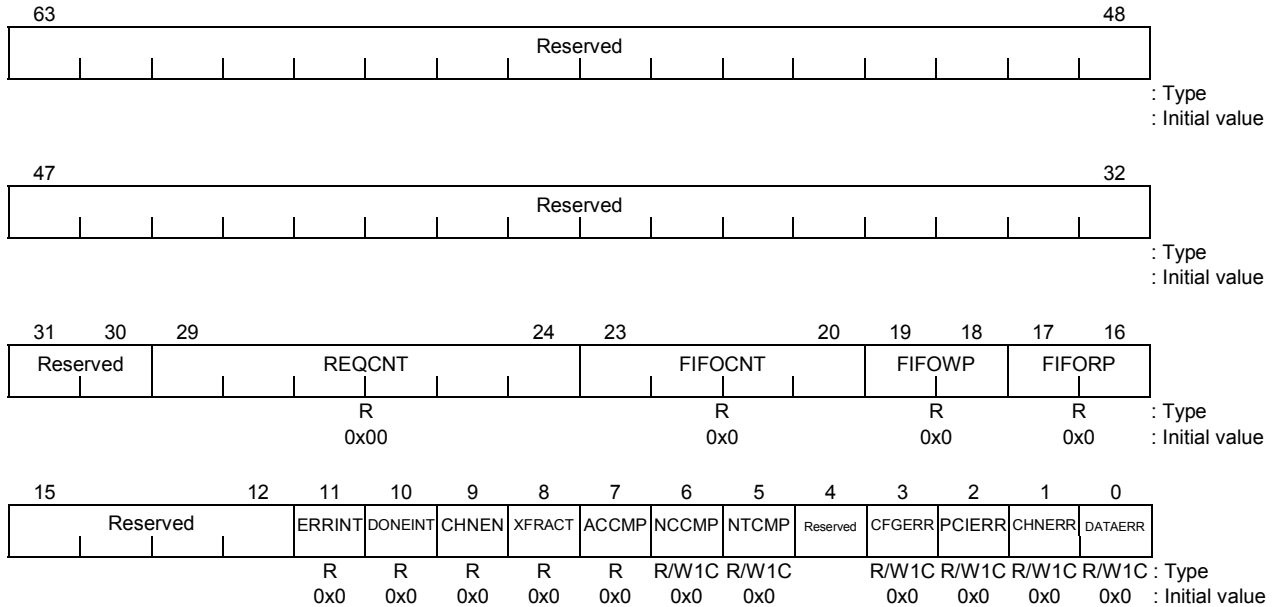 63 48
Reserved
: Type
: Initial value
47 32
Reserved
: Type
: Initial value
31 30 29 24 23 20 19 18 17 16
Reserved REQCNT FIFOCNT FIFOWP FIFORP
R R R R : Type
0x00 0x0 0x0 0x0 : Initial value
15 12 11 10 9 8 7 6 5 4 3 2 1 0
Reserved ERRINT DONEINT CHNEN XFRACT ACCMP NCCMP NTCMP Reserved CFGERR PCIERR CHNERR DATAERR
R R R R R R/W1C R/W1C R/W1C R/W1C R/W1C R/W1C : Type
0x0 0x0 0x0 0x0 0x0 0x0 0x0 0x0 0x0 0x0 0x0 : Initial value